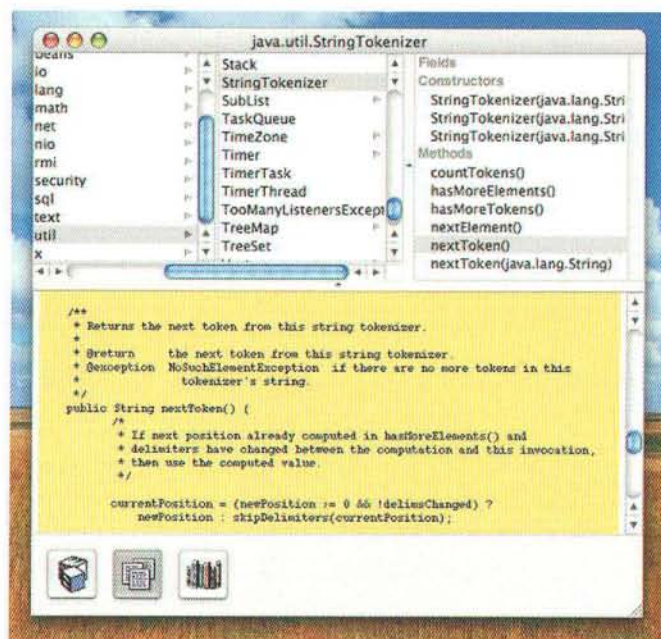 java.util.StringTokenizer
beans
io
lang
math
net
nio
rmi
security
sql
text
util
x
Stack
StringTokenizer
SubList
TaskQueue
TimeZone
Timer
TimerTask
TimerThread
TooManyListenersExcept
TreeMap
TreeSet
Fields
Constructors
StringTokenizer(java.lang.Stri
StringTokenizer(java.lang.Stri
StringTokenizer(java.lang.Stri
Methods
countTokens()
hasMoreElements()
hasMoreTokens()
nextElement()
nextToken()
nextToken(java.lang.String)
/**
* Returns the next token from this string tokenizer.
*
* @return the next token from this string tokenizer.
* @exception NoSuchElementException if there are no more tokens in this
* tokenizer's string.
*/
public String nextToken() {
/*
* If next position already computed in hasMoreElements() and
* delimiters have changed between the computation and this invocation,
* then use the computed value.
*/
currentPosition = (newPosition >= 0 && !delimsChanged) ?
newPosition : skipDelimiters(currentPosition);